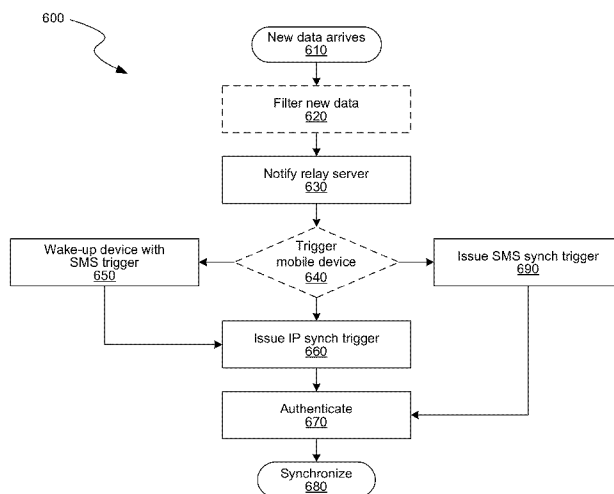 600
New data arrives
610
Filter new data
620
Notify relay server
630
Trigger
mobile device
640
Wake-up device with
SMS trigger
650
Issue SMS synch trigger
690
Issue IP synch trigger
660
Authenticate
670
Synchronize
680